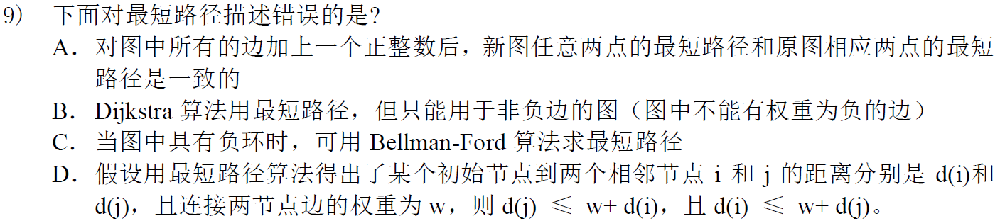 9) 下面对最短路径描述错误的是?
A. 对图中所有的边加上一个正整数后，新图任意两点的最短路径和原图相应两点的最短
路径是一致的
B. Dijkstra 算法用最短路径，但只能用于非负边的图（图中不能有权重为负的边）
C. 当图中具有负环时，可用 Bellman-Ford 算法求最短路径
D. 假设用最短路径算法得出了某个初始节点到两个相邻节点 i 和 j 的距离分别是 d(i)和
d(j)，且连接两节点边的权重为 w，则 d(j) ≤ w+ d(i)，且 d(i) ≤ w+ d(j)。